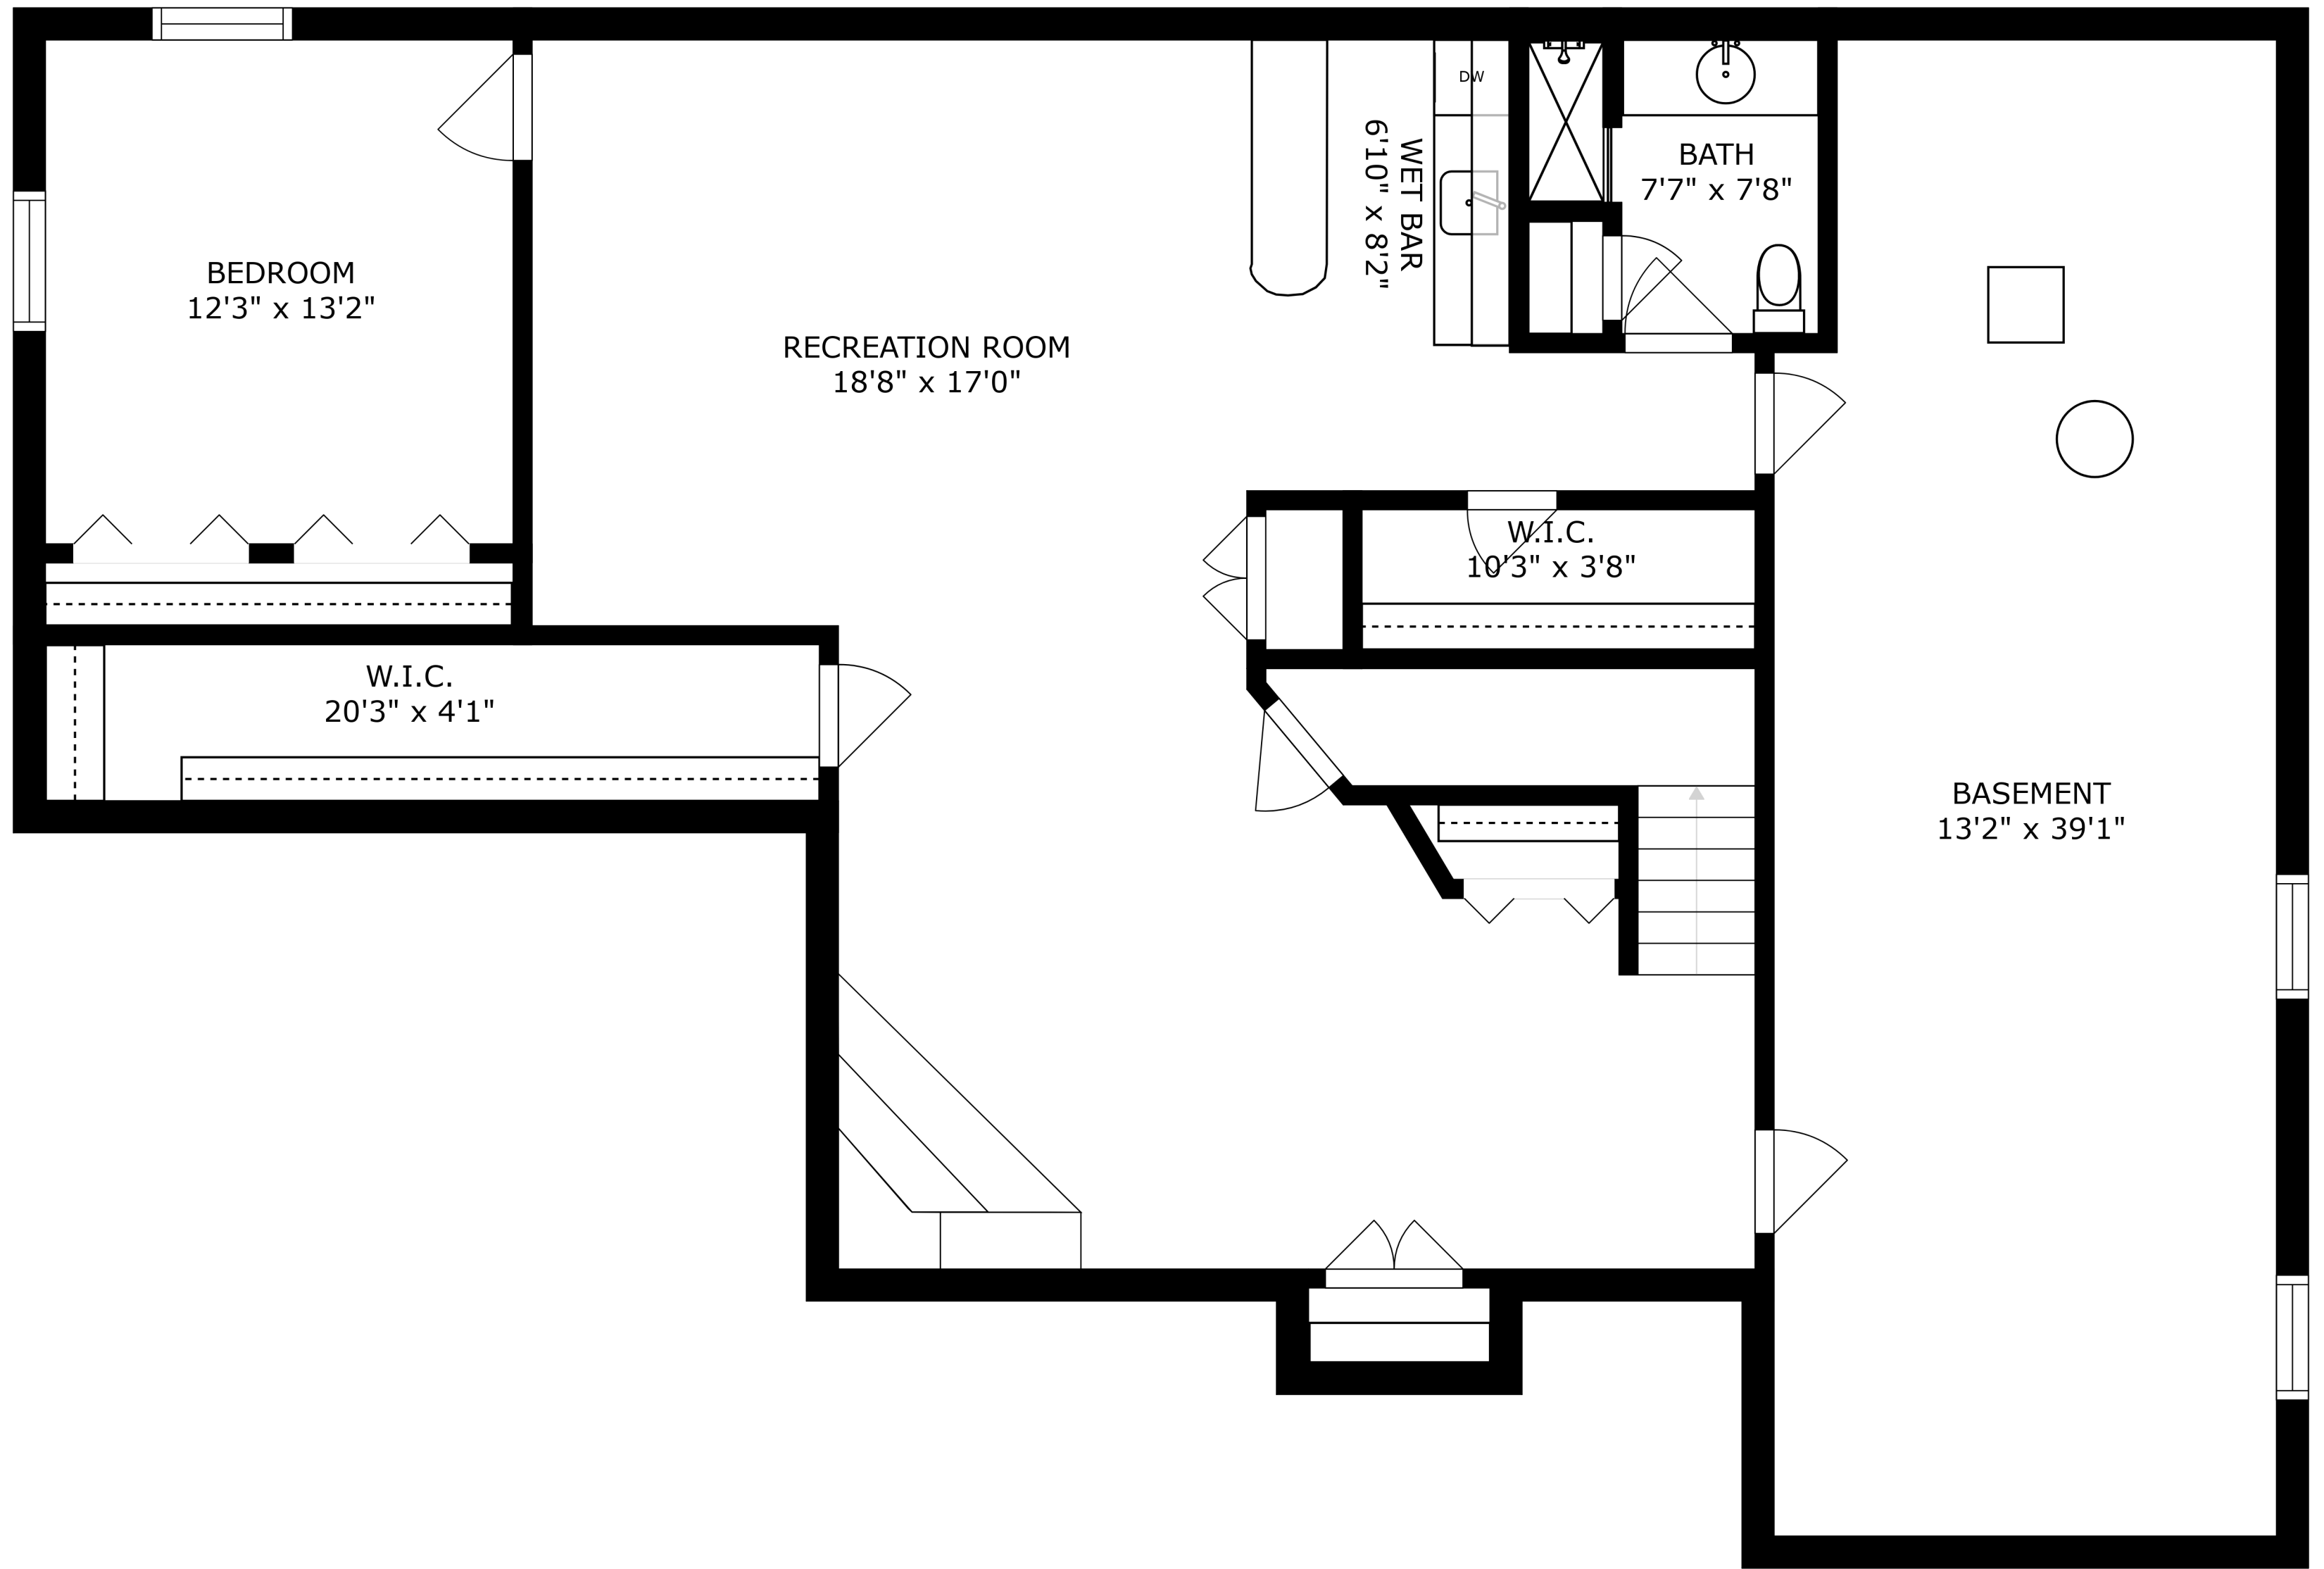 DW
WET BAR
6'10" x 8'2"
BATH
7'7" x 7'8"
BEDROOM
12'3" x 13'2"
RECREATION ROOM
18'8" x 17'0"
W.I.C.
10'3" x 3'8"
W.I.C.
20'3" x 4'1"
BASEMENT
13'2" x 39'1"